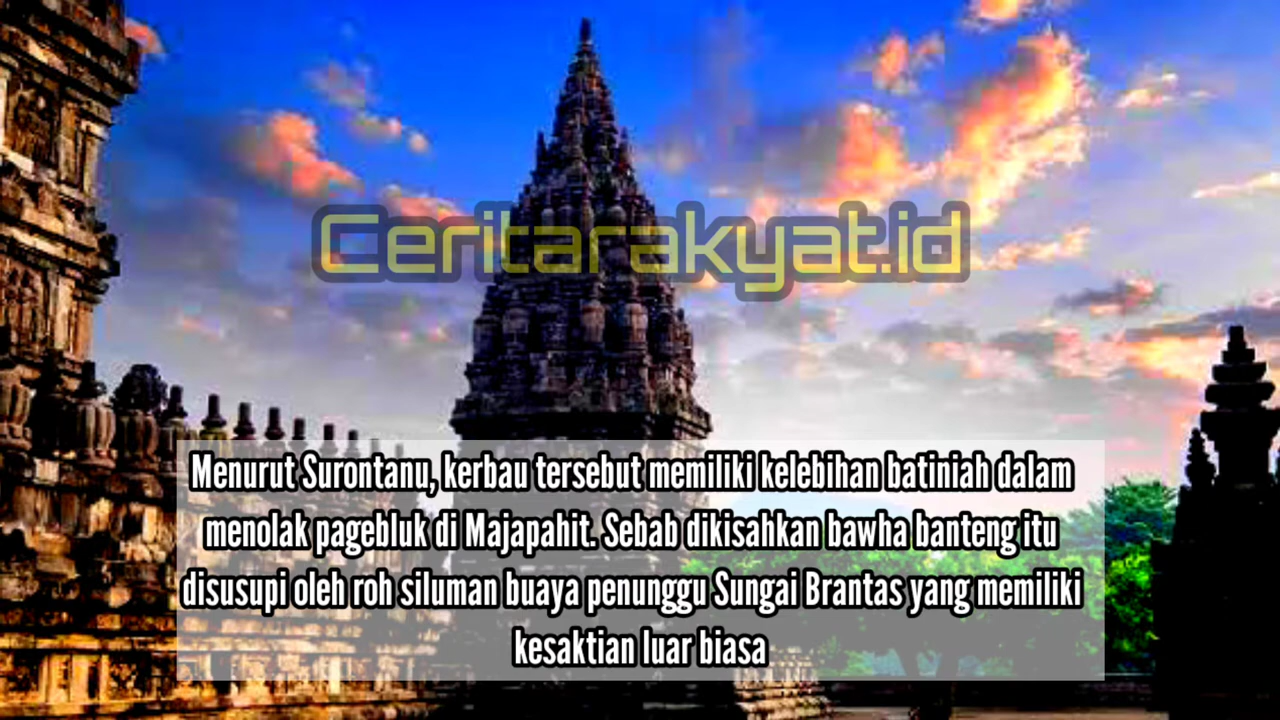 Ceritarakyat.id
Menurut Surontanu, kerbau tersebut memiliki kelebihan batiniah dalam
menolak pagebluk di Majapahit. Sebab dikisahkan bawha banteng itu
disusupi oleh roh siluman buaya penunggu Sungai Brantas yang memiliki
kesaktian luar biasa